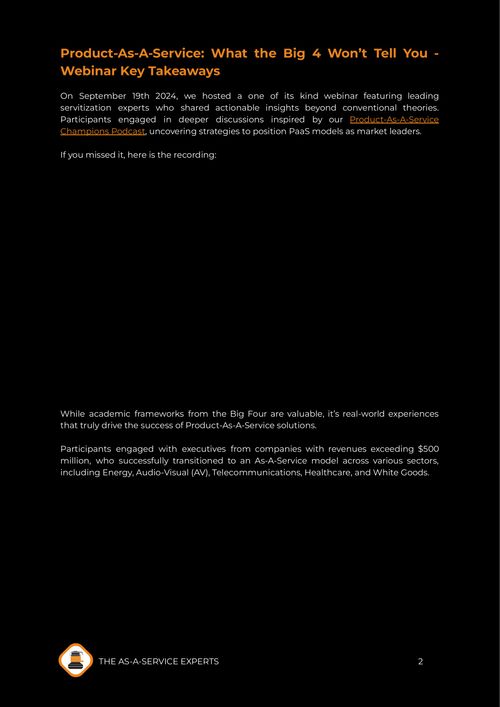 Product-As-A-Service: What the Big 4 Won't Tell You -
Webinar Key Takeaways
On September 19th 2024, we hosted a one of its kind webinar featuring leading
servitization experts who shared actionable insights beyond conventional theories.
Participants engaged in deeper discussions inspired by our Product-As-A-Service
Champions Podcast, uncovering strategies to position PaaS models as market leaders.
If you missed it, here is the recording:
While academic frameworks from the Big Four are valuable, it's real-world experiences
that truly drive the success of Product-As-A-Service solutions.
Participants engaged with executives from companies with revenues exceeding $500
million, who successfully transitioned to an As-A-Service model across various sectors,
including Energy, Audio-Visual (AV), Telecommunications, Healthcare, and White Goods.
THE AS-A-SERVICE EXPERTS 2